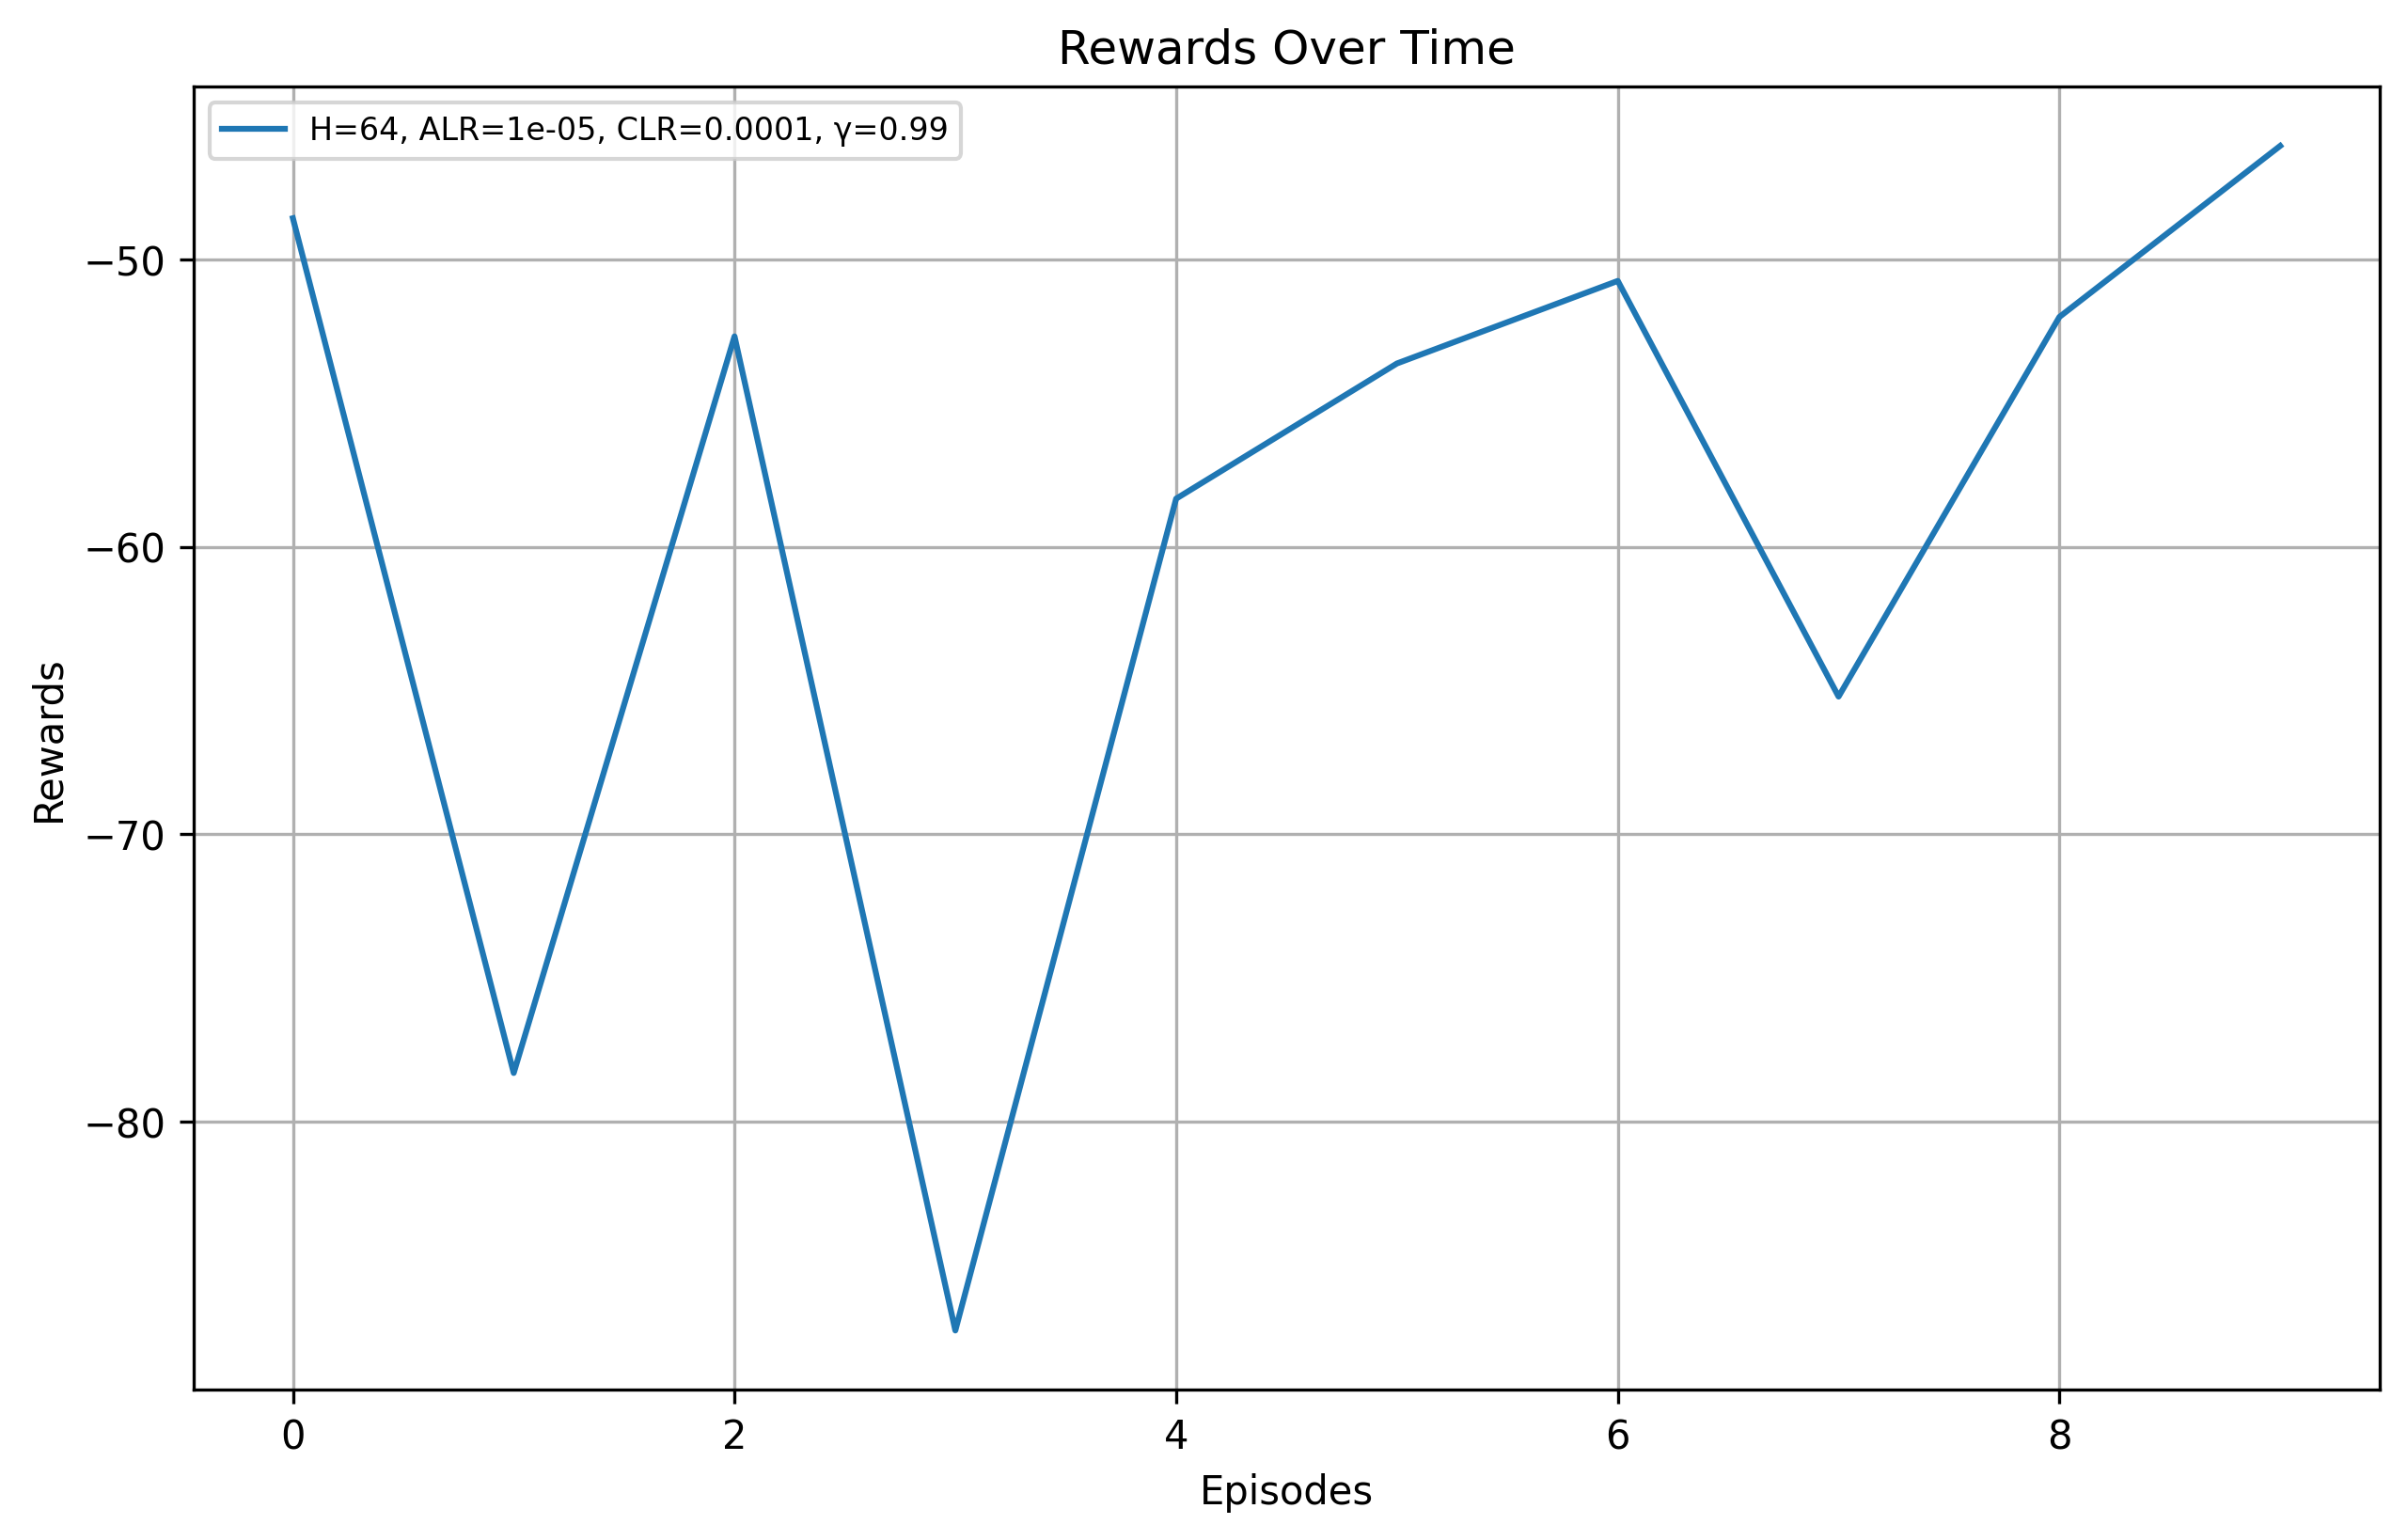 Rewards Over Time
H=64, ALR=1e-05, CLR=0.0001, γ=0.99
−50
−60
−70
−80
Rewards
0 2 4 6 8
Episodes